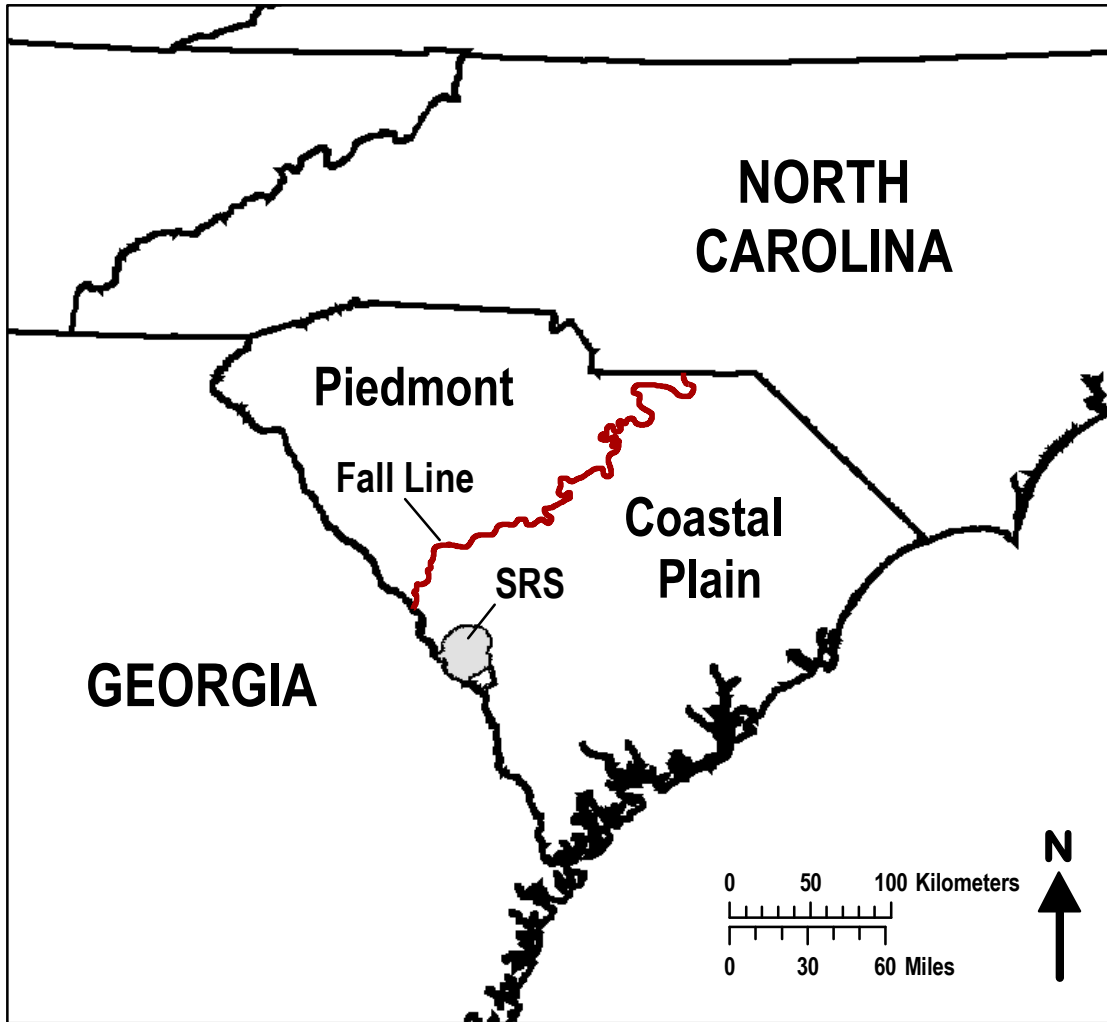 NORTH
CAROLINA
Piedmont
Fall Line
Coastal
Plain
SRS
GEORGIA
N
0 50 100 Kilometers
0 30 60 Miles